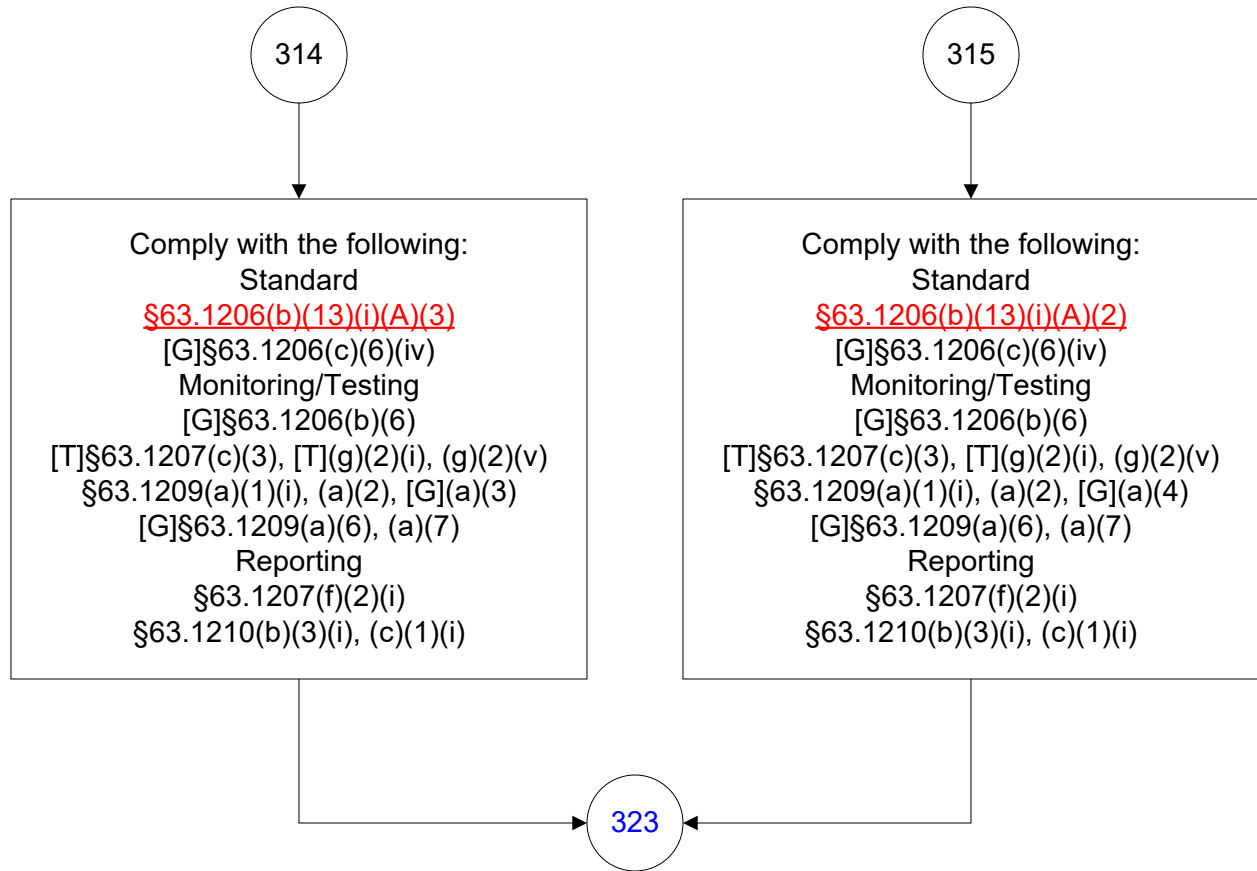 314
315
Comply with the following:
Standard
§63.1206(b)(13)(i)(A)(3)
[G]§63.1206(c)(6)(iv)
Monitoring/Testing
[G]§63.1206(b)(6)
[T]§63.1207(c)(3), [T](g)(2)(i), (g)(2)(v)
§63.1209(a)(1)(i), (a)(2), [G](a)(3)
[G]§63.1209(a)(6), (a)(7)
Reporting
§63.1207(f)(2)(i)
§63.1210(b)(3)(i), (c)(1)(i)
Comply with the following:
Standard
§63.1206(b)(13)(i)(A)(2)
[G]§63.1206(c)(6)(iv)
Monitoring/Testing
[G]§63.1206(b)(6)
[T]§63.1207(c)(3), [T](g)(2)(i), (g)(2)(v)
§63.1209(a)(1)(i), (a)(2), [G](a)(4)
[G]§63.1209(a)(6), (a)(7)
Reporting
§63.1207(f)(2)(i)
§63.1210(b)(3)(i), (c)(1)(i)
323